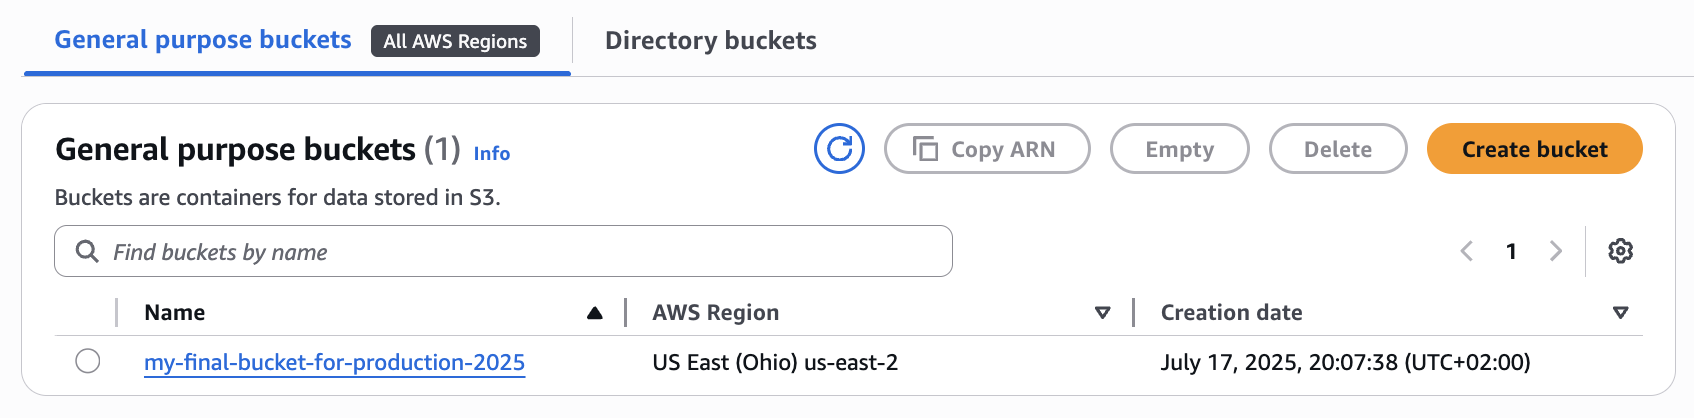 General purpose buckets All AWS Regions Directory buckets
General purpose buckets (1) Info
Copy ARN Empty Delete Create bucket
Buckets are containers for data stored in S3.
Find buckets by name
1
Name AWS Region Creation date
my-final-bucket-for-production-2025 US East (Ohio) us-east-2 July 17, 2025, 20:07:38 (UTC+02:00)